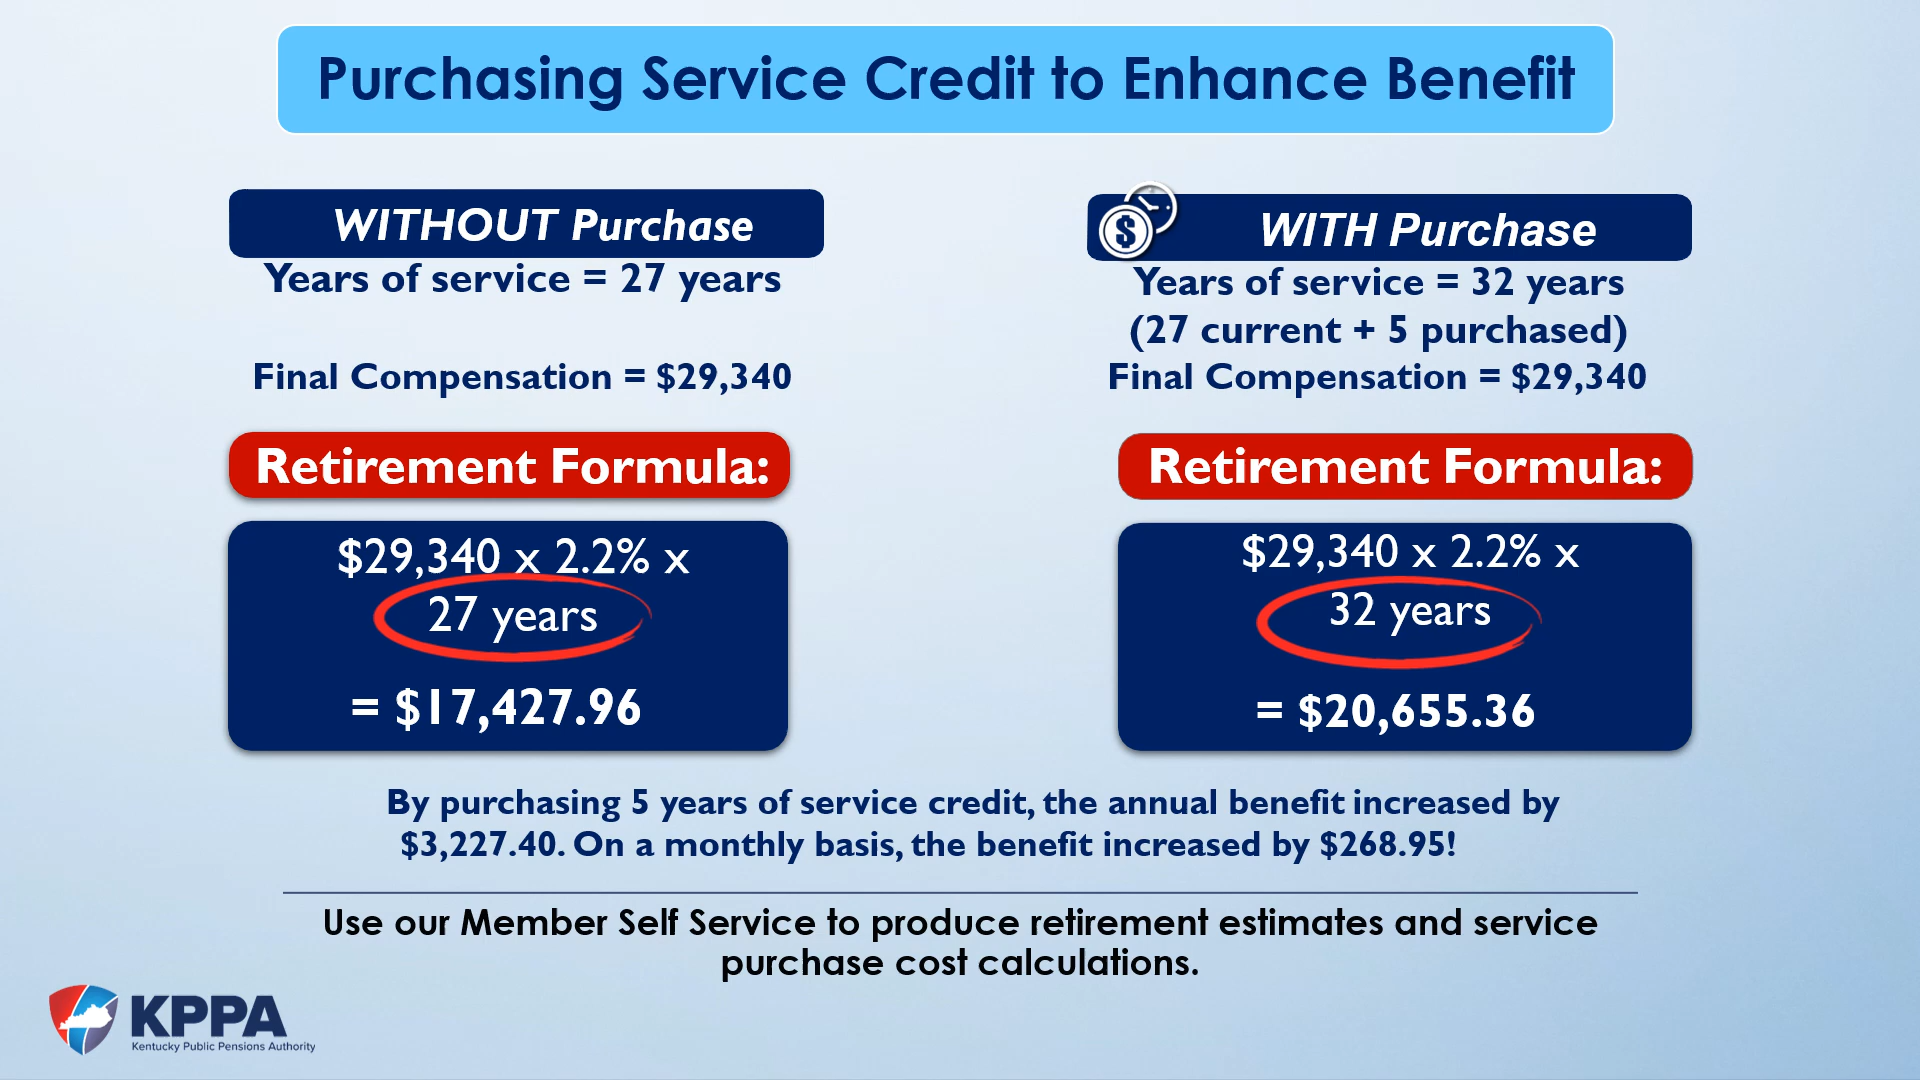 Purchasing Service Credit to Enhance Benefit
WITHOUT Purchase
Years of service = 27 years
Final Compensation = $29,340
Retirement Formula:
$29,340 x 2.2% x
27 years
= $17,427.96
$
WITH Purchase
Years of service = 32 years
(27 current + 5 purchased)
Final Compensation = $29,340
Retirement Formula:
$29,340 x 2.2% x
32 years
= $20,655.36
By purchasing 5 years of service credit, the annual benefit increased by
$3,227.40. On a monthly basis, the benefit increased by $268.95!
Use our Member Self Service to produce retirement estimates and service
purchase cost calculations.
KPPA
Kentucky Public Pensions Authority